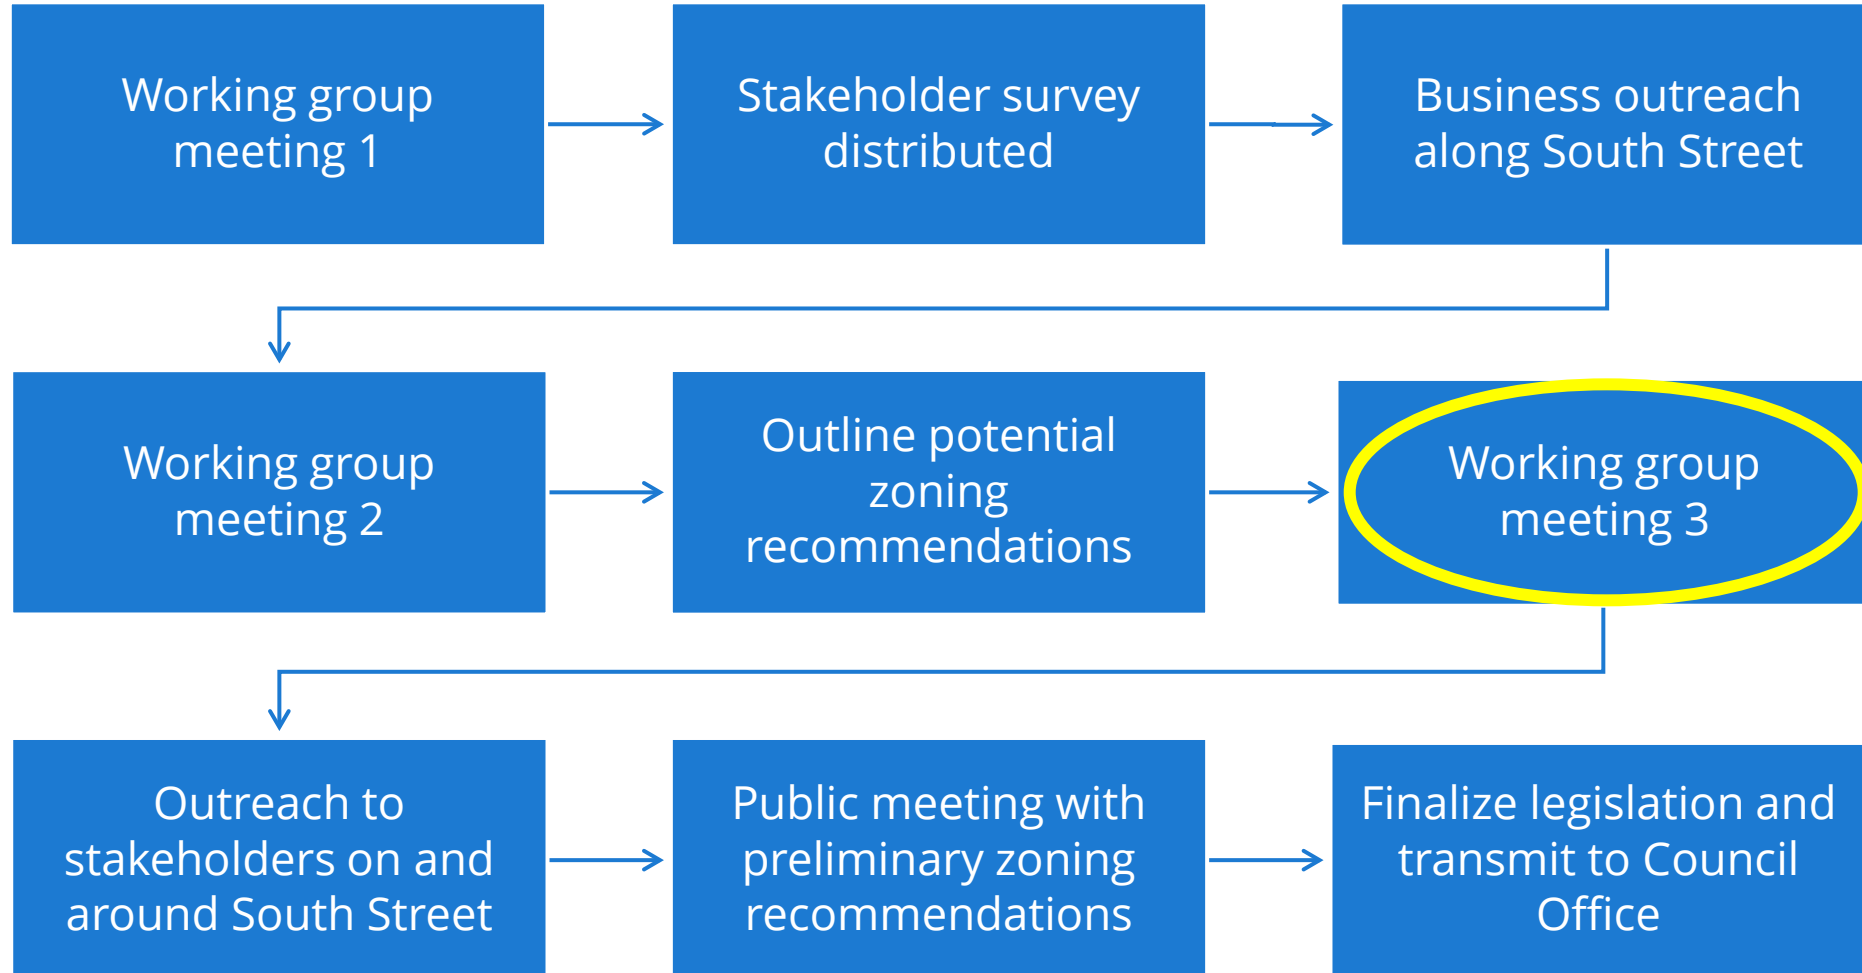 Working group
meeting 1
Stakeholder survey
distributed
Business outreach
along South Street
Working group
meeting 2
Outline potential
zoning
recommendations
Working group
meeting 3
Outreach to
stakeholders on and
around South Street
Public meeting with
preliminary zoning
recommendations
Finalize legislation and
transmit to Council
Office